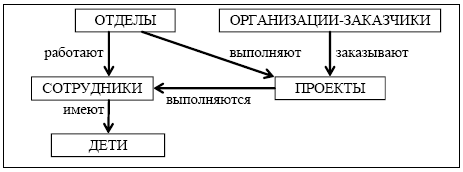 ОТДЕЛЫ ОРГАНИЗАЦИИ-ЗАКАЗЧИКИ
работают выполняют заказывают
СОТРУДНИКИ ПРОЕКТЫ
имеют выполняются
ДЕТИ